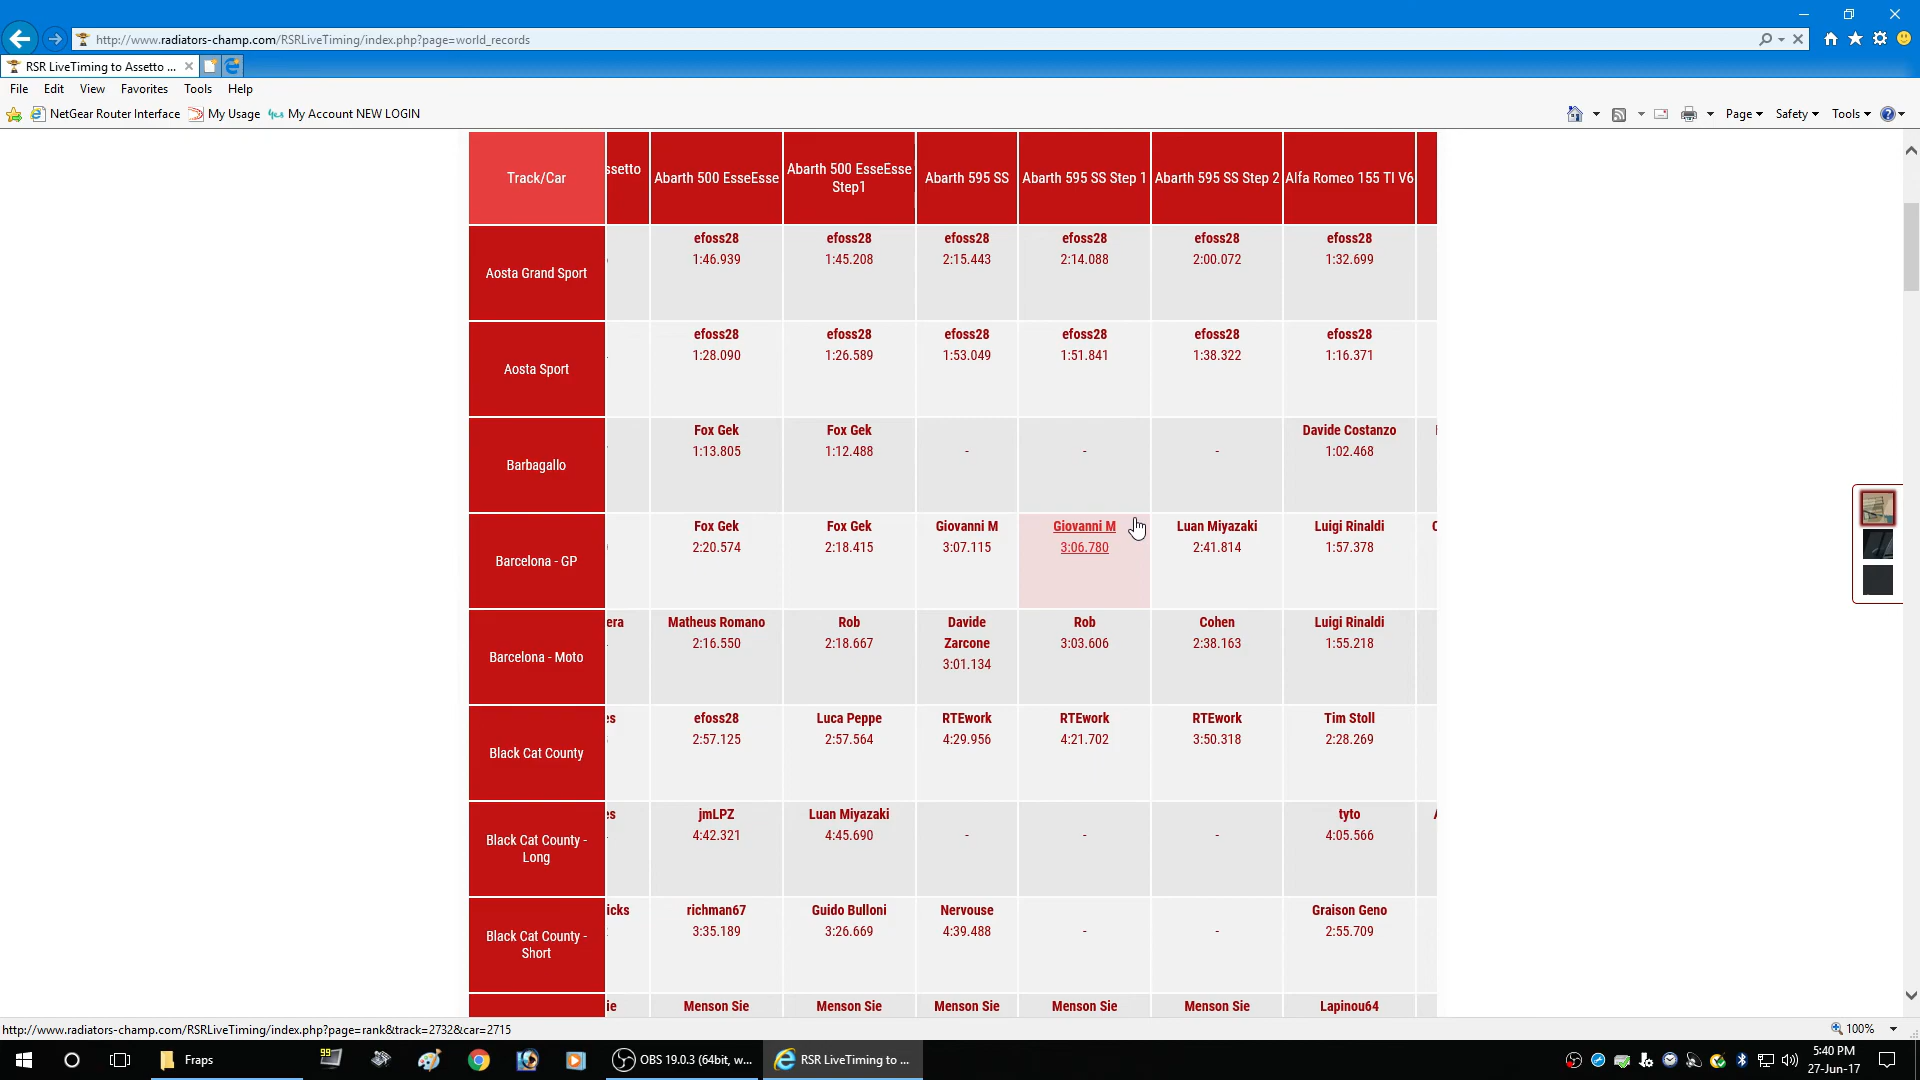 http://www.radiators-champ.com/RSRLiveTiming/index.php?page=world_records
RSR LiveTiming to Assetto ...
File Edit View Favorites Tools Help
NetGear Router Interface My Usage yes My Account NEW LOGIN
Page Safety Tools
Track/Car ssetto Abarth 500 EsseEsse Abarth 500 EsseEsse Step1 Abarth 595 SS Abarth 595 SS Step 1 Abarth 595 SS Step 2 Alfa Romeo 155 TI V6
Aosta Grand Sport
efoss28 efoss28 efoss28 efoss28 efoss28 efoss28
1:46.939 1:45.208 2:15.443 2:14.088 2:00.072 1:32.699
Aosta Sport
efoss28 efoss28 efoss28 efoss28 efoss28 efoss28
1:28.090 1:26.589 1:53.049 1:51.841 1:38.322 1:16.371
Barbagallo
Fox Gek Fox Gek Davide Costanzo
1:13.805 1:12.488 - - - 1:02.468
Barcelona - GP
Fox Gek Fox Gek Giovanni M Giovanni M Luan Miyazaki Luigi Rinaldi
2:20.574 2:18.415 3:07.115 3:06.780 2:41.814 1:57.378
Barcelona - Moto
era Matheus Romano Rob Davide Zarcone Rob Cohen Luigi Rinaldi
2:16.550 2:18.667 3:01.134 3:03.606 2:38.163 1:55.218
Black Cat County
es efoss28 Luca Peppe RTEwork RTEwork RTEwork Tim Stoll
2:57.125 2:57.564 4:29.956 4:21.702 3:50.318 2:28.269
Black Cat County - Long
es jmLPZ Luan Miyazaki tyto
4:42.321 4:45.690 - - - 4:05.566
Black Cat County - Short
icks richman67 Guido Bulloni Nervouse Graison Geno
3:35.189 3:26.669 4:39.488 - - 2:55.709
ie Menson Sie Menson Sie Menson Sie Menson Sie Menson Sie Lapinou64
http://www.radiators-champ.com/RSRLiveTiming/index.php?page=rank&track=2732&car=2715
100%
Fraps
99
OBS 19.0.3 (64bit, w...
RSR LiveTiming to ...
5:40 PM
27-Jun-17